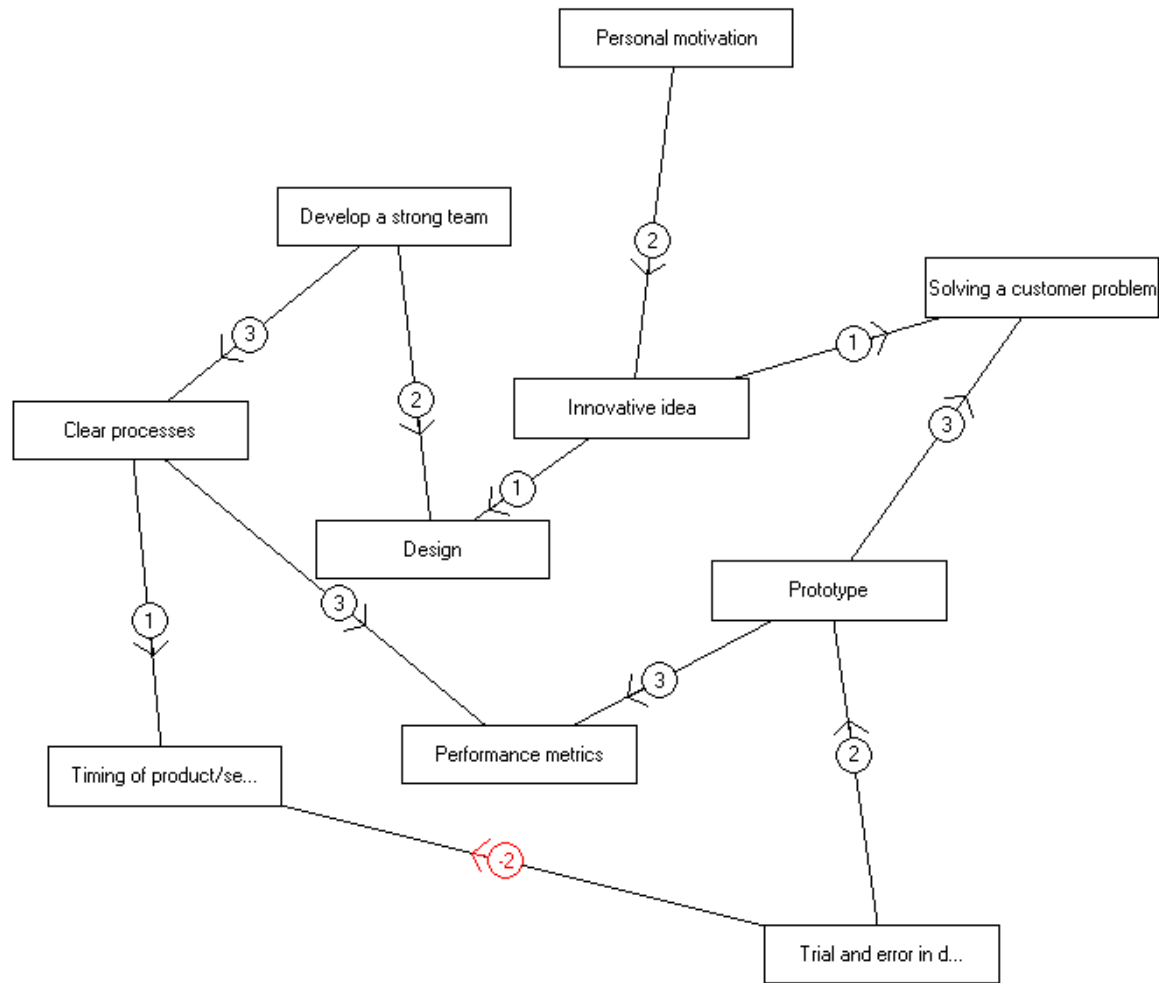 Personal motivation
Develop a strong team
2
Solving a customer problem
3
1
Innovative idea
2
Clear processes
3
1
Design
Prototype
3
1
3
Performance metrics
2
Timing of product/se...
-2
Trial and error in d...